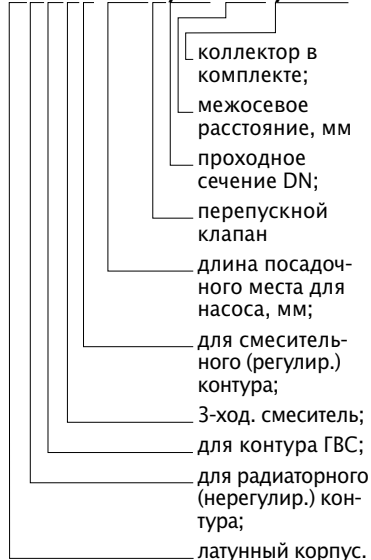 коллектор в
комплекте;
межосевое
расстояние, мм
проходное
сечение DN;
перепускной
клапан
длина посадоч-
ного места для
насоса, мм;
для смеситель-
ного (регулир.)
контура;
3-ход. смеситель;
для контура ГВС;
для радиаторного
(нерегулир.) кон-
тура;
латунный корпус.